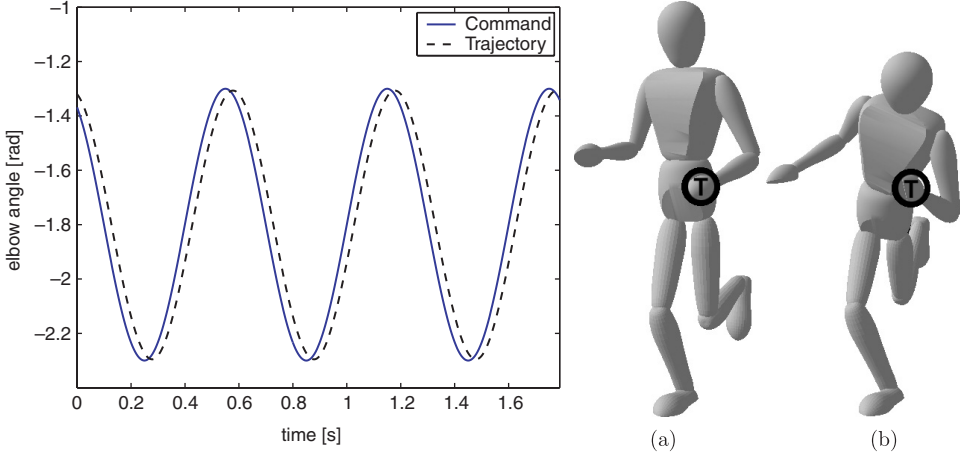 −1
−1.2
−1.4
−1.6
−1.8
−2
−2.2
elbow angle [rad]
Command
Trajectory
0 0.2 0.4 0.6 0.8 1 1.2 1.4 1.6
time [s]
T
T
(a) (b)